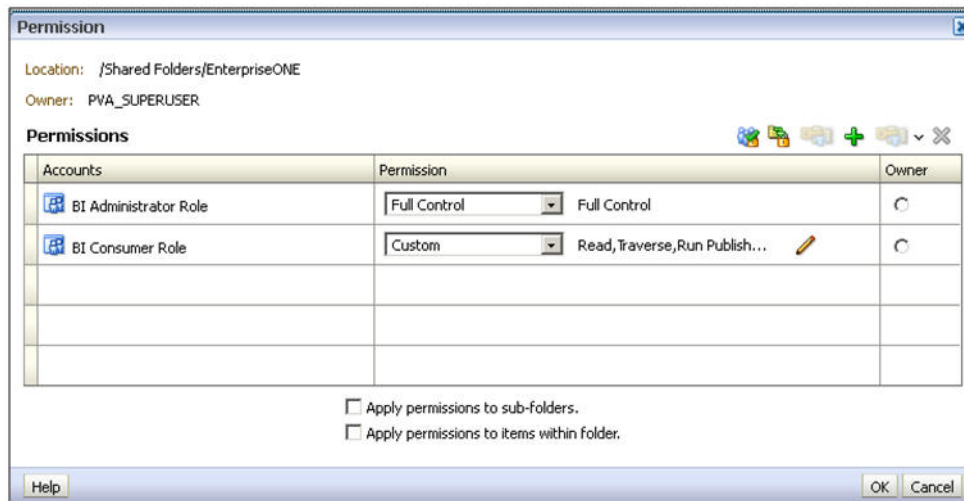 Permission
Location: /Shared Folders/EnterpriseONE
Owner: PVA_SUPERUSER
Permissions
Accounts Permission Owner
BI Administrator Role Full Control Full Control
BI Consumer Role Custom Read,Traverse,Run Publish...
Apply permissions to sub-folders.
Apply permissions to items within folder.
Help OK Cancel